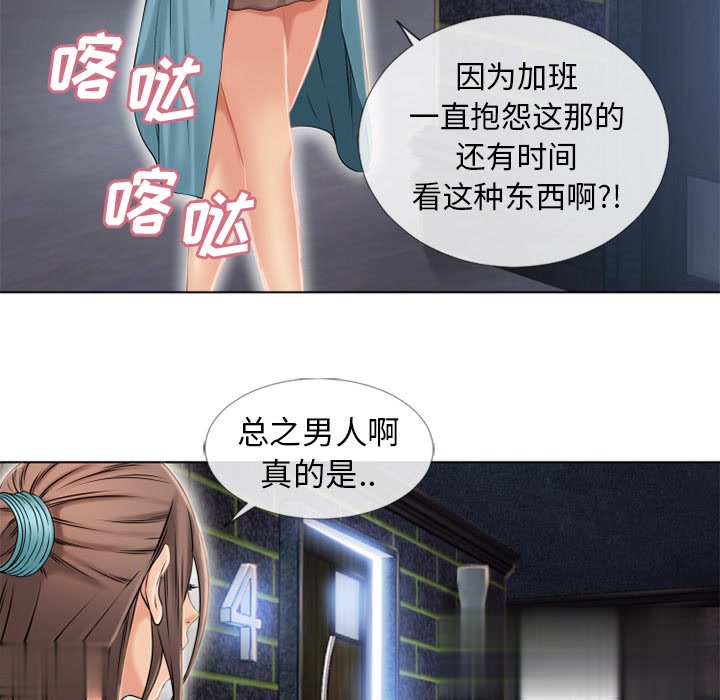 喀哒
喀哒
因为加班
一直抱怨这那的
还有时间
看这种东西啊?!
总之男人啊
真的是..
4